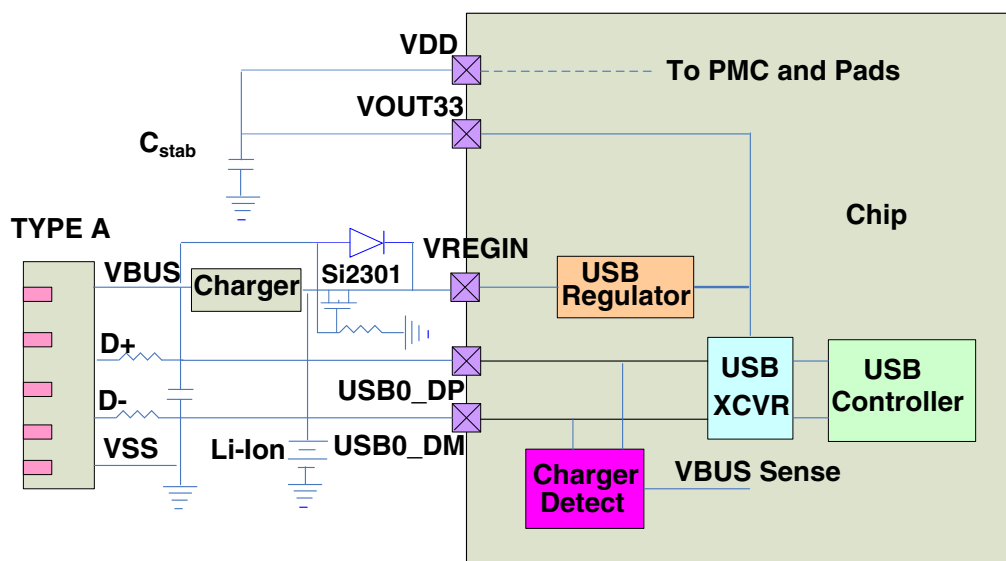 VDD
To PMC and Pads
VOUT33
C_stab
Chip
TYPE A
VBUS
Charger
Si2301
VREGIN
USB
Regulator
D+
USB0_DP
USB
XCVR
USB
Controller
D-
USB0_DM
VSS
Li-Ion
Charger
Detect
VBUS Sense